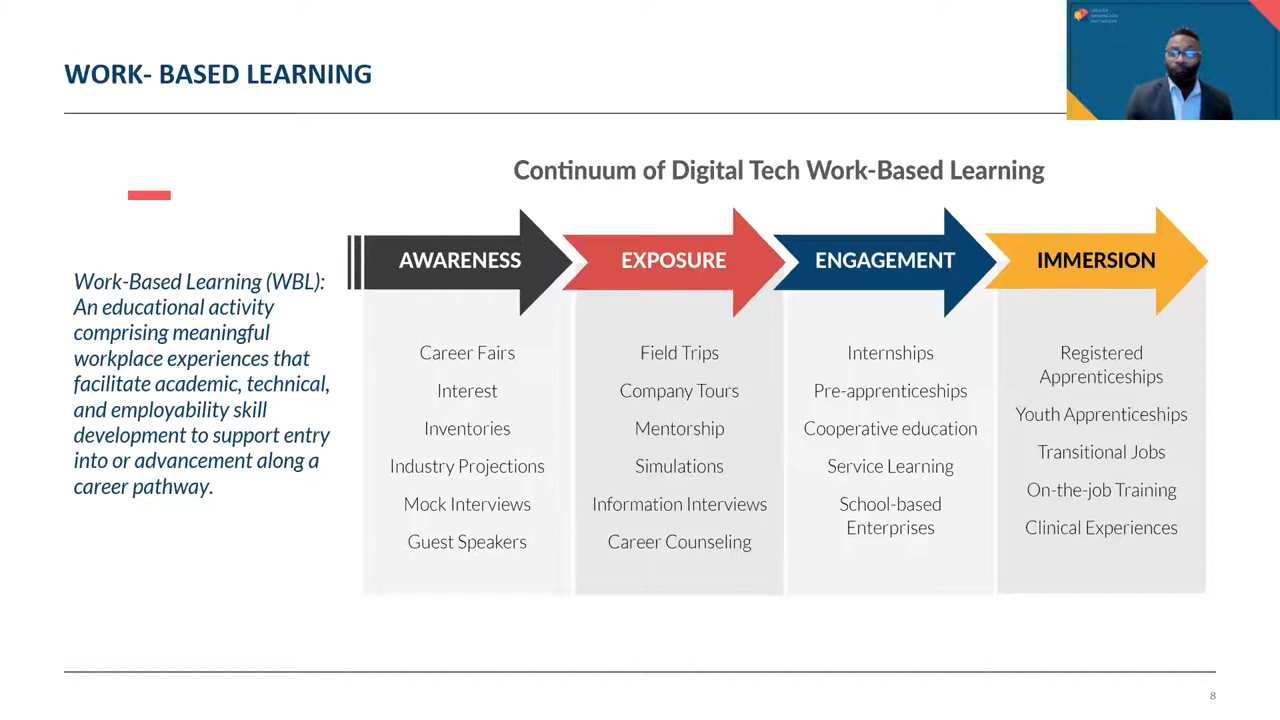 WORK- BASED LEARNING
Continuum of Digital Tech Work-Based Learning
Work-Based Learning (WBL):
An educational activity
comprising meaningful
workplace experiences that
facilitate academic, technical,
and employability skill
development to support entry
into or advancement along a
career pathway.
AWARENESS
Career Fairs
Interest
Inventories
Industry Projections
Mock Interviews
Guest Speakers
EXPOSURE
Field Trips
Company Tours
Mentorship
Simulations
Information Interviews
Career Counseling
ENGAGEMENT
Internships
Pre-apprenticeships
Cooperative education
Service Learning
School-based
Enterprises
IMMERSION
Registered
Apprenticeships
Youth Apprenticeships
Transitional Jobs
On-the-job Training
Clinical Experiences
8